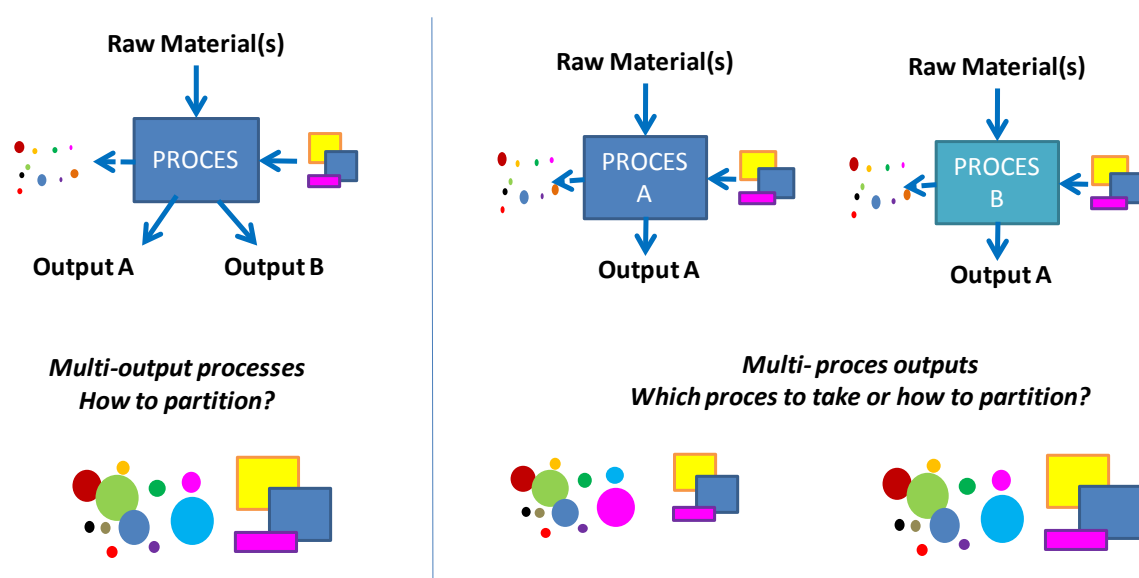 Raw Material(s)
PROCES
Output A
Output B
Multi-output processes
How to partition?
Raw Material(s)
PROCES
A
Output A
Raw Material(s)
PROCES
B
Output A
Multi- proces outputs
Which proces to take or how to partition?